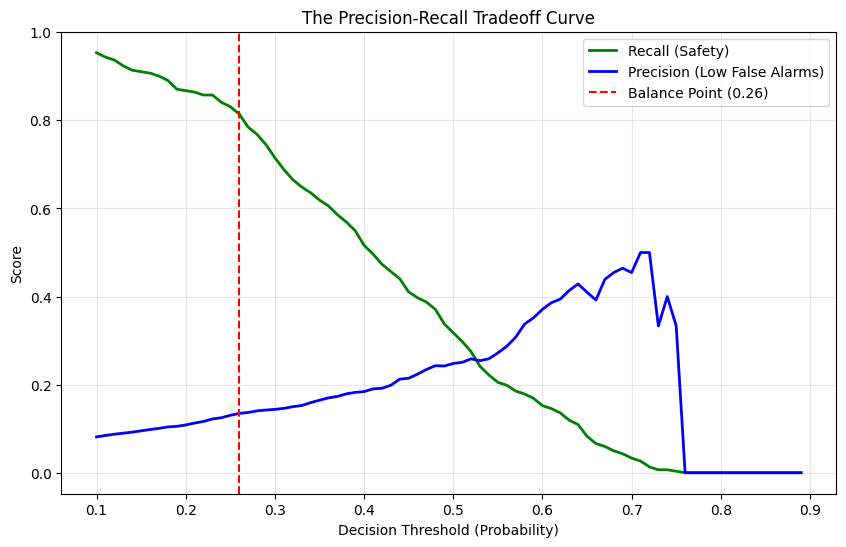 The Precision-Recall Tradeoff Curve
Recall (Safety)
Precision (Low False Alarms)
Balance Point (0.26)
Score
1.0
0.8
0.6
0.4
0.2
0.0
0.1
0.2
0.3
0.4
0.5
0.6
0.7
0.8
0.9
Decision Threshold (Probability)